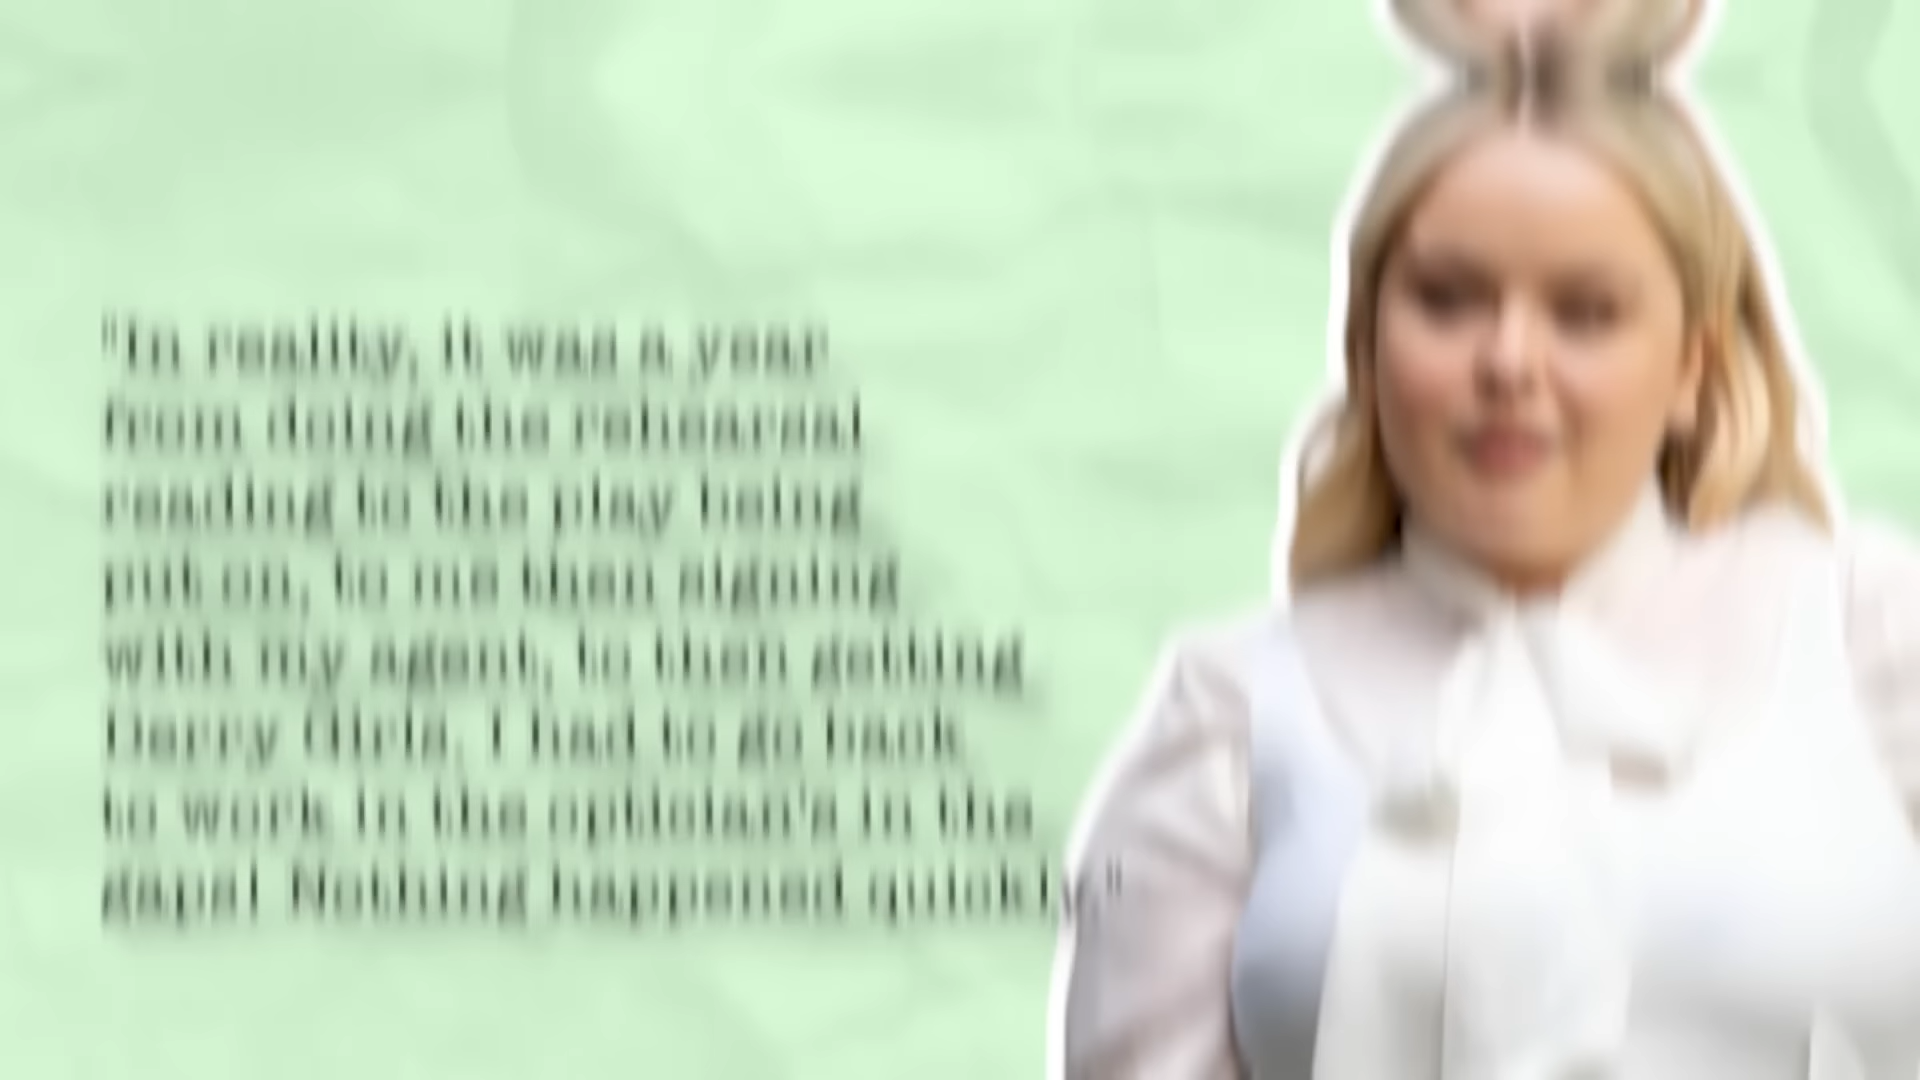 "In reality, it was a year
from doing the rehearsal
reading to the play being
put on, to me then signing
with my agent, to then getting
Derry Girls. I had to go back
to work in the optician's in the
gaps! Nothing happened quickly."